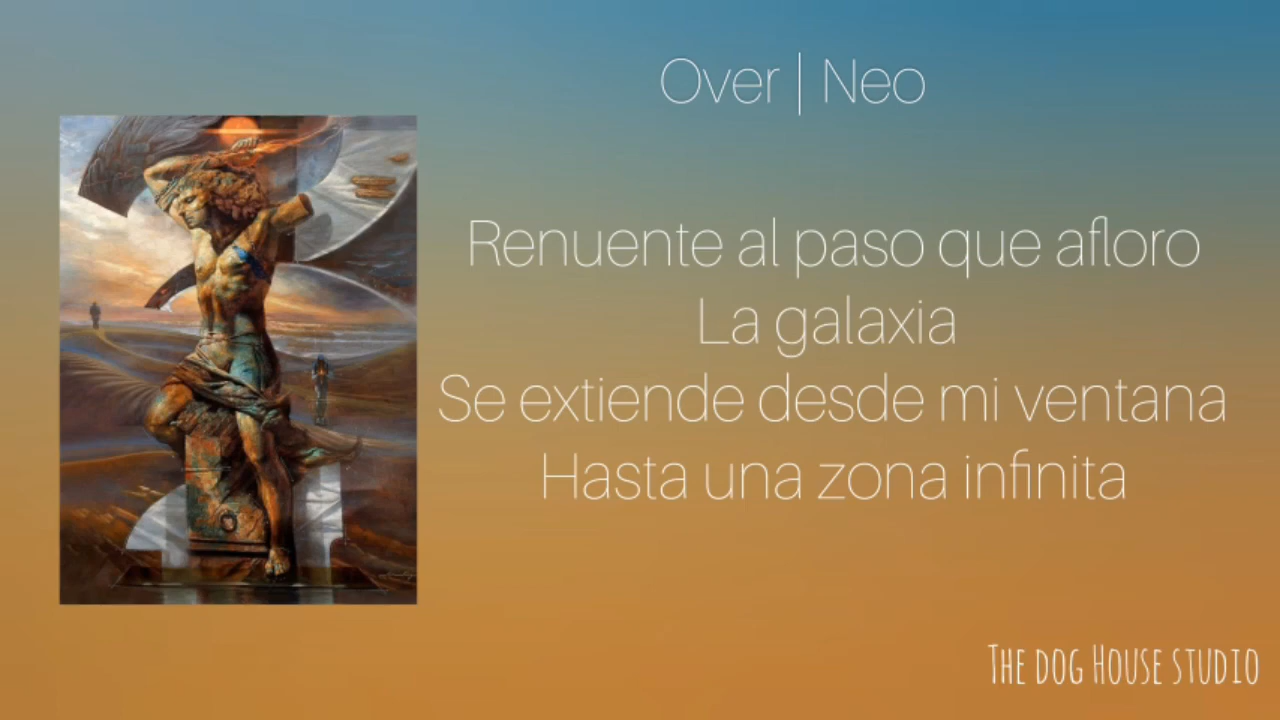 Over | Neo
Renuente al paso que afloro
La galaxia
Se extiende desde mi ventana
Hasta una zona infinita
The dog House studio